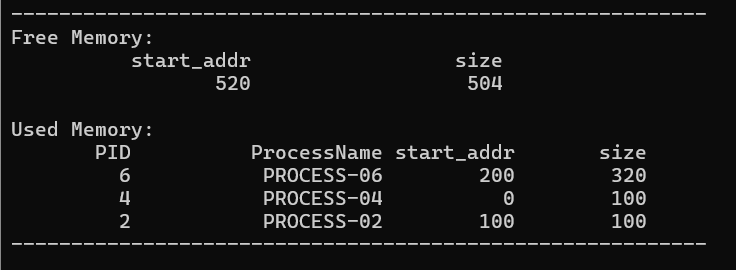 ----------------------------------------------------------
Free Memory:
          start_addr                 size
                 520                  504

Used Memory:
       PID          ProcessName start_addr       size
         6           PROCESS-06        200        320
         4           PROCESS-04          0        100
         2           PROCESS-02        100        100
----------------------------------------------------------